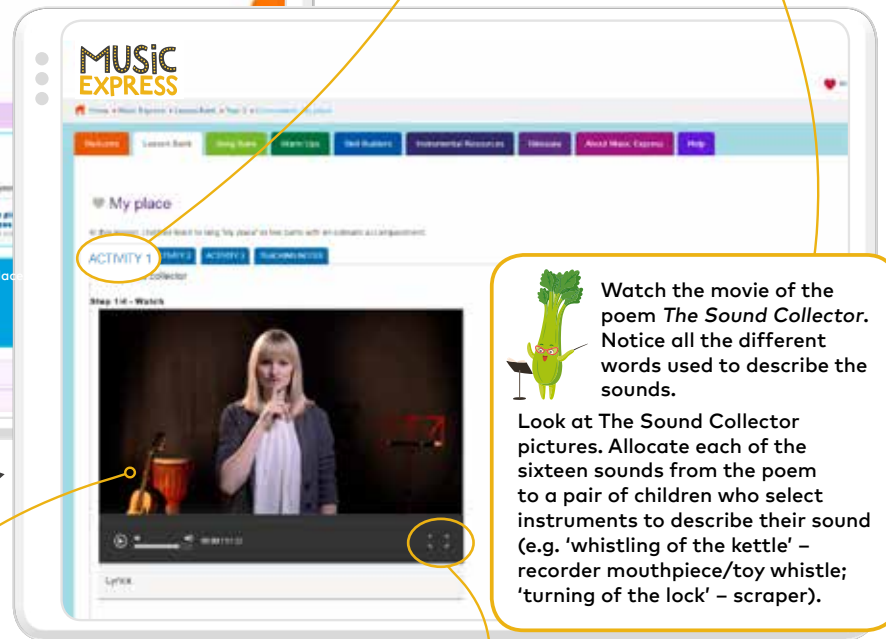 MUSiC
EXPRESS
Welcome Lesson Bank Song Bank Warm Ups Skill Builders Instrumental Resources Glossary About Music Express Help
My place
ACTIVITY 1 ACTIVITY 2 ACTIVITY 3 TEACHING NOTES
collector
Step 1/4 - Watch
Lyrics
Watch the movie of the
poem The Sound Collector.
Notice all the different
words used to describe the
sounds.
Look at The Sound Collector
pictures. Allocate each of the
sixteen sounds from the poem
to a pair of children who select
instruments to describe their sound
(e.g. ‘whistling of the kettle’ –
recorder mouthpiece/toy whistle;
‘turning of the lock’ – scraper).